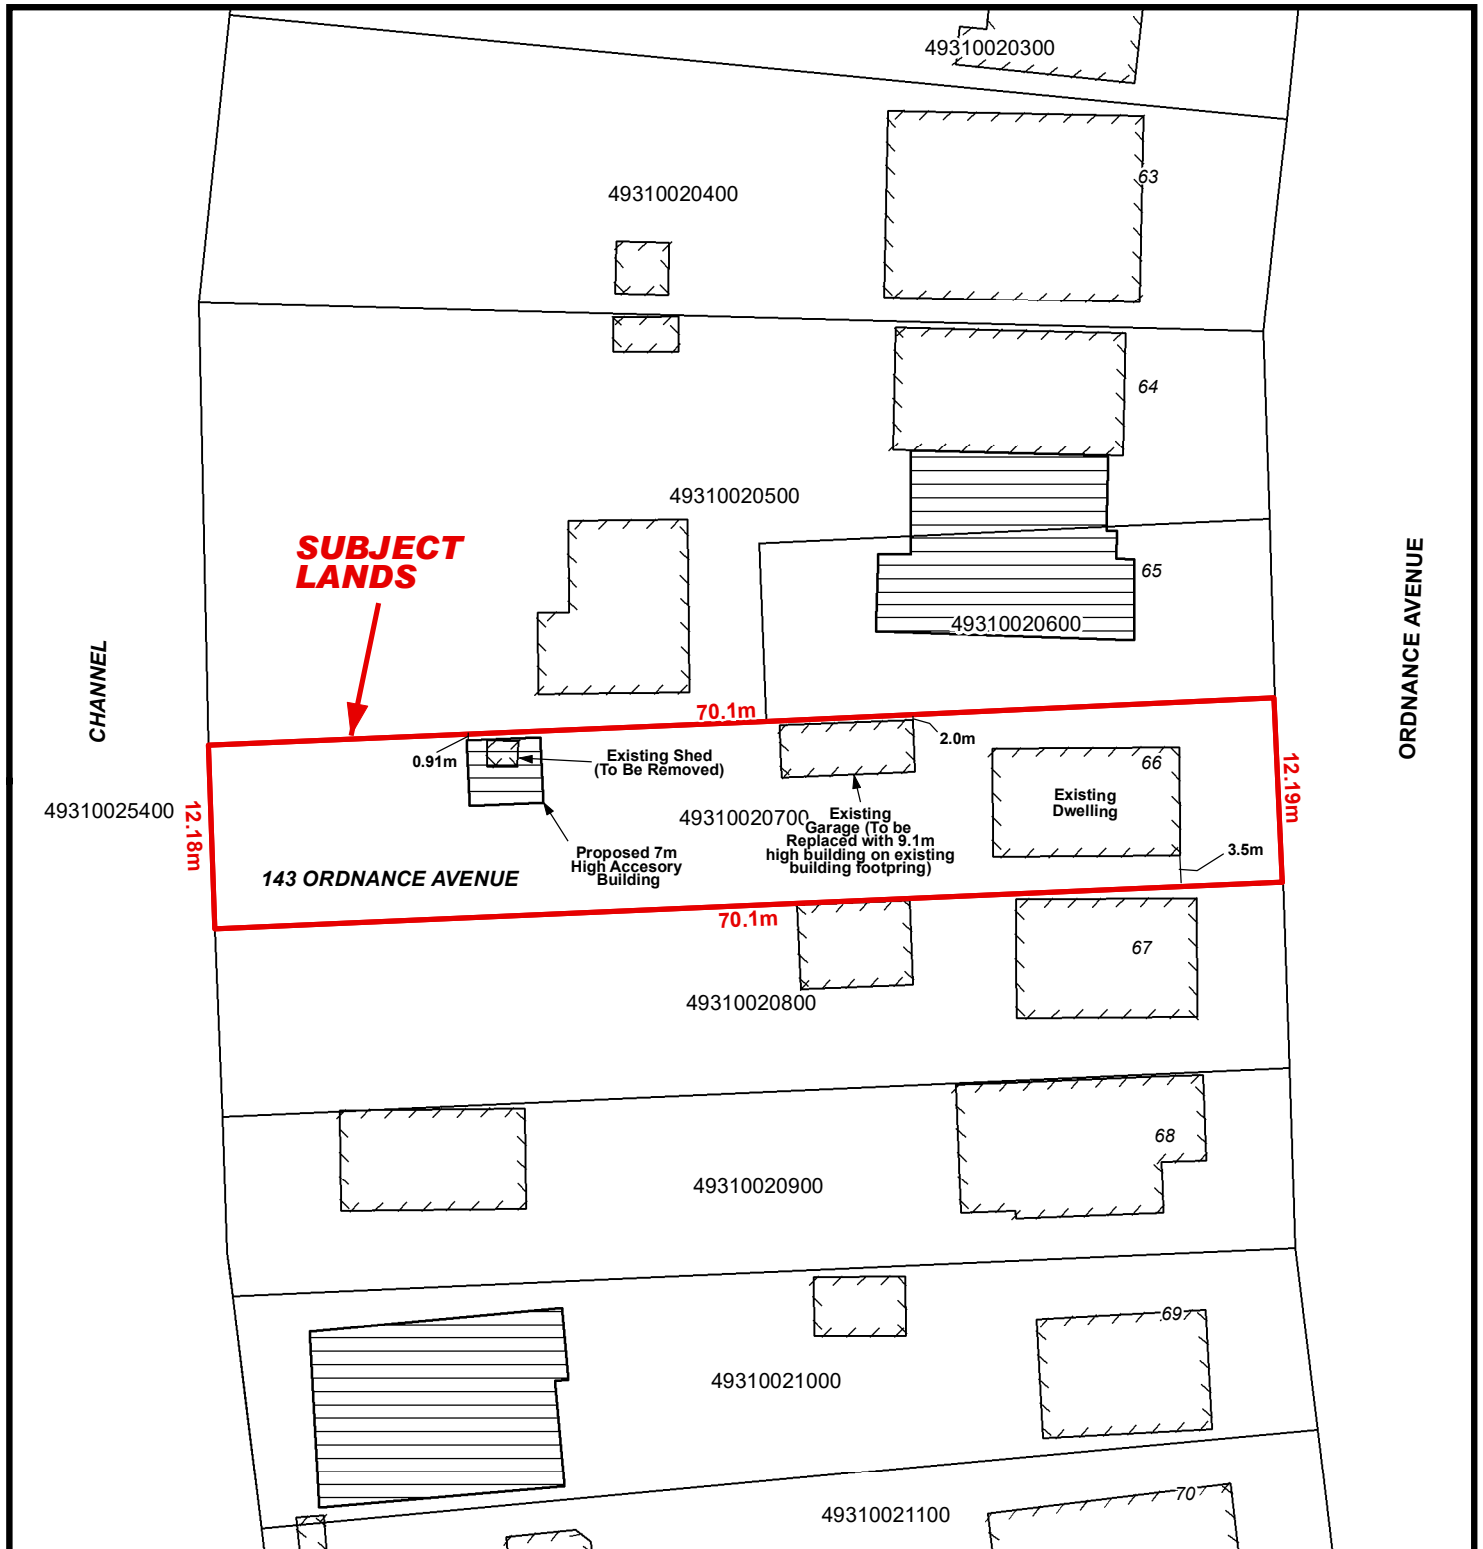 49310020300
63
49310020400
64
49310020500
SUBJECT
LANDS
65
49310020600
CHANNEL
ORDNANCE AVENUE
70.1m
2.0m
0.91m
Existing Shed
(To Be Removed)
66
Existing
Dwelling
12.19m
49310025400
12.18m
49310020700
Existing
Garage (To be
Replaced with 9.1m
high building on existing
building footpring)
3.5m
Proposed 7m
High Accesory
Building
143 ORDNANCE AVENUE
70.1m
67
49310020800
68
49310020900
69
49310021000
70
49310021100